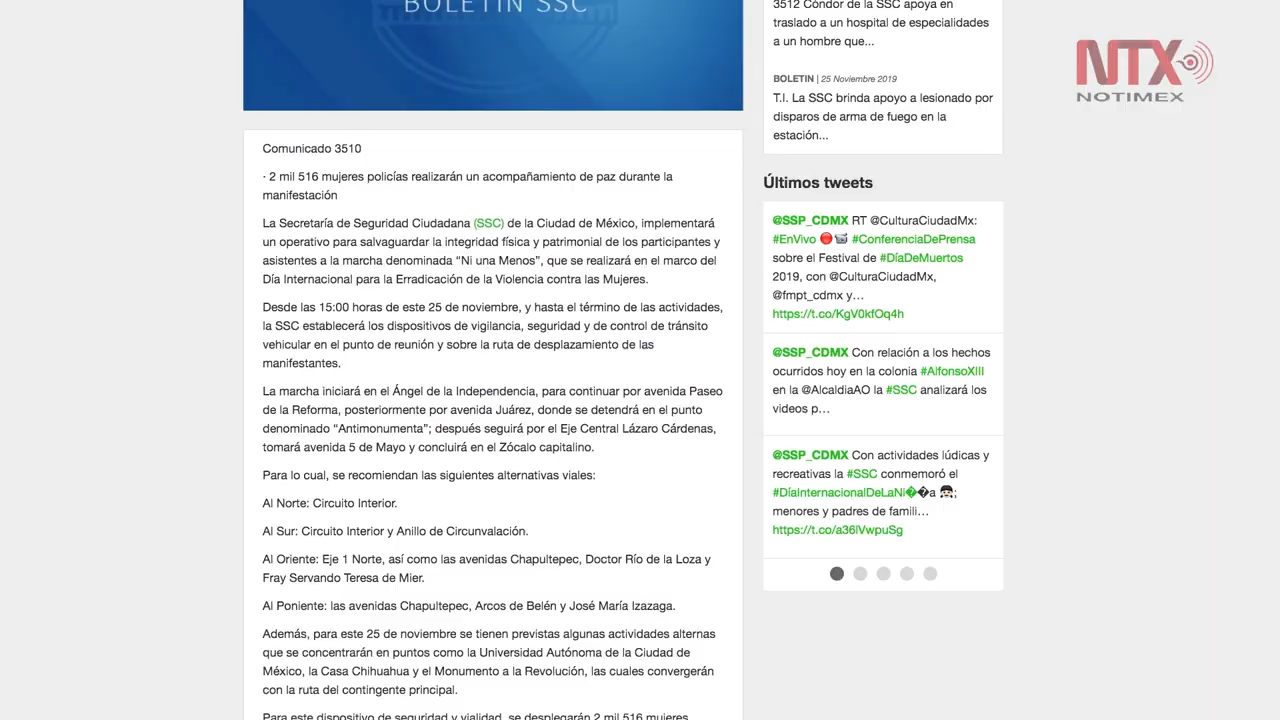 BOLETIN SSC
Comunicado 3510
· 2 mil 516 mujeres policías realizarán un acompañamiento de paz durante la
manifestación
La Secretaría de Seguridad Ciudadana (SSC) de la Ciudad de México, implementará
un operativo para salvaguardar la integridad física y patrimonial de los participantes y
asistentes a la marcha denominada “Ni una Menos”, que se realizará en el marco del
Día Internacional para la Erradicación de la Violencia contra las Mujeres.
Desde las 15:00 horas de este 25 de noviembre, y hasta el término de las actividades,
la SSC establecerá los dispositivos de vigilancia, seguridad y de control de tránsito
vehicular en el punto de reunión y sobre la ruta de desplazamiento de las
manifestantes.
La marcha iniciará en el Ángel de la Independencia, para continuar por avenida Paseo
de la Reforma, posteriormente por avenida Juárez, donde se detendrá en el punto
denominado “Antimonumenta”; después seguirá por el Eje Central Lázaro Cárdenas,
tomará avenida 5 de Mayo y concluirá en el Zócalo capitalino.
Para lo cual, se recomiendan las siguientes alternativas viales:
Al Norte: Circuito Interior.
Al Sur: Circuito Interior y Anillo de Circunvalación.
Al Oriente: Eje 1 Norte, así como las avenidas Chapultepec, Doctor Río de la Loza y
Fray Servando Teresa de Mier.
Al Poniente: las avenidas Chapultepec, Arcos de Belén y José María Izazaga.
Además, para este 25 de noviembre se tienen previstas algunas actividades alternas
que se concentrarán en puntos como la Universidad Autónoma de la Ciudad de
México, la Casa Chihuahua y el Monumento a la Revolución, las cuales convergerán
con la ruta del contingente principal.
Para este dispositivo de seguridad y vialidad, se desplegarán 2 mil 516 mujeres
3512 Cóndor de la SSC apoya en
traslado a un hospital de especialidades
a un hombre que...
BOLETIN | 25 Noviembre 2019
T.I. La SSC brinda apoyo a lesionado por
disparos de arma de fuego en la
estación...
Últimos tweets
@SSP_CDMX RT @CulturaCiudadMx:
#EnVivo 🔴📽 #ConferenciaDePrensa
sobre el Festival de #DíaDeMuertos
2019, con @CulturaCiudadMx,
@fmpt_cdmx y…
https://t.co/KgV0kfOq4h
@SSP_CDMX Con relación a los hechos
ocurridos hoy en la colonia #AlfonsoXIII
en la @AlcaldiaAO la #SSC analizará los
videos p…
@SSP_CDMX Con actividades lúdicas y
recreativas la #SSC conmemoró el
#DíaInternacionalDeLaNi��a 👧;
menores y padres de famili…
https://t.co/a36lVwpuSg
NTX
NOTIMEX